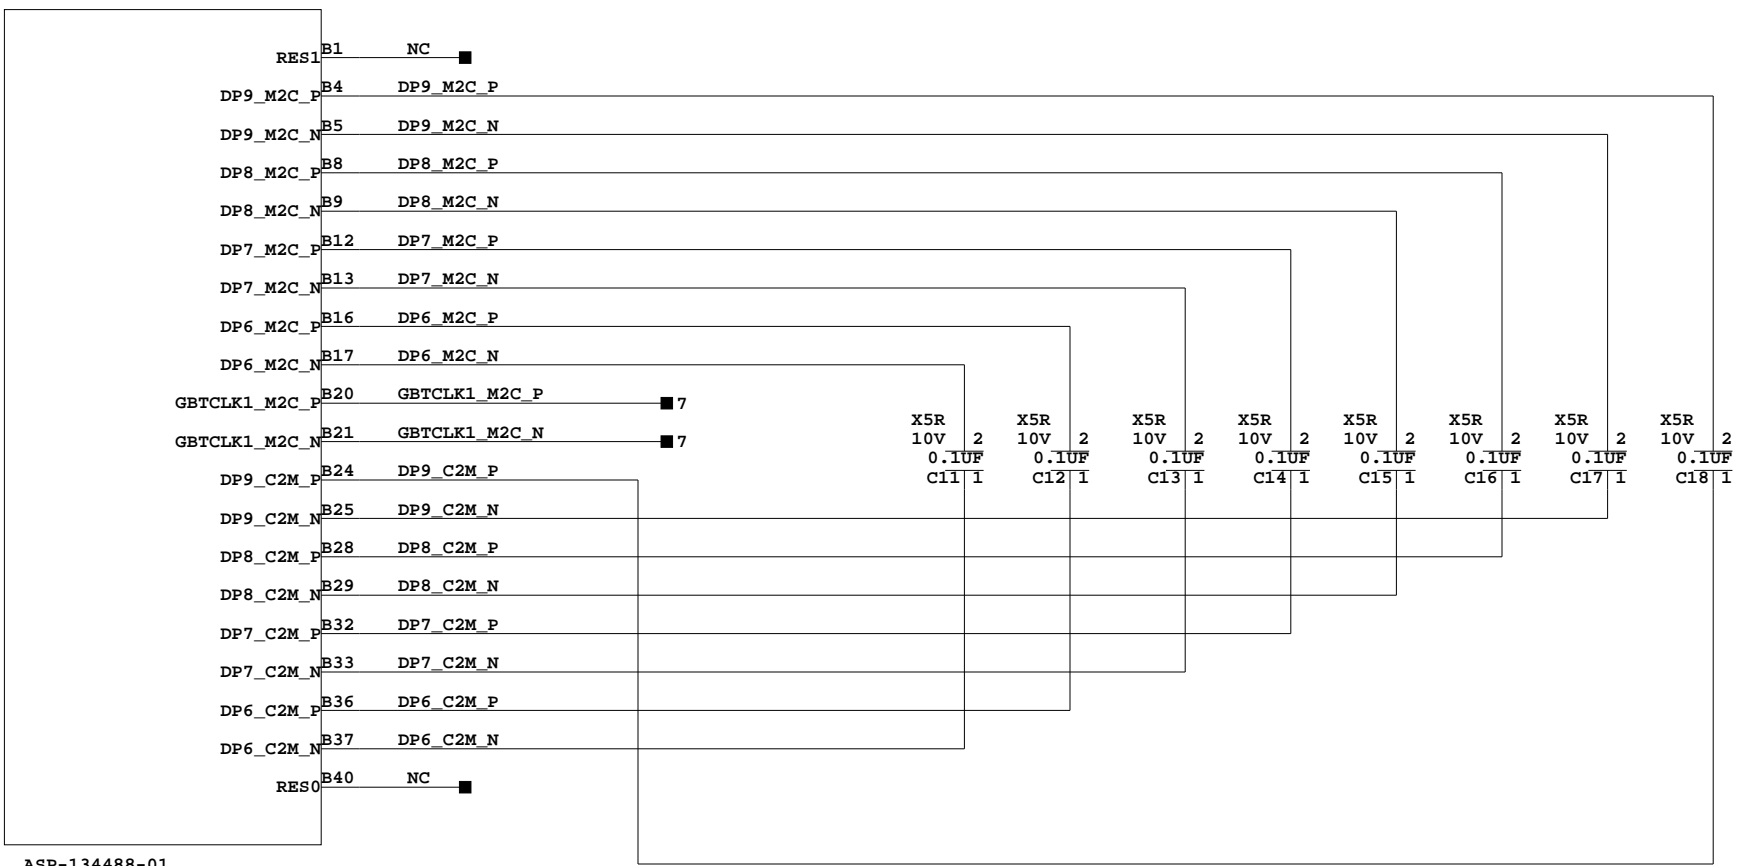 RES1 B1 NC
DP9_M2C_P B4 DP9_M2C_P
DP9_M2C_N B5 DP9_M2C_N
DP8_M2C_P B8 DP8_M2C_P
DP8_M2C_N B9 DP8_M2C_N
DP7_M2C_P B12 DP7_M2C_P
DP7_M2C_N B13 DP7_M2C_N
DP6_M2C_P B16 DP6_M2C_P
DP6_M2C_N B17 DP6_M2C_N
GBTCLK1_M2C_P B20 GBTCLK1_M2C_P 7
GBTCLK1_M2C_N B21 GBTCLK1_M2C_N 7
DP9_C2M_P B24 DP9_C2M_P
DP9_C2M_N B25 DP9_C2M_N
DP8_C2M_P B28 DP8_C2M_P
DP8_C2M_N B29 DP8_C2M_N
DP7_C2M_P B32 DP7_C2M_P
DP7_C2M_N B33 DP7_C2M_N
DP6_C2M_P B36 DP6_C2M_P
DP6_C2M_N B37 DP6_C2M_N
RES0 B40 NC
X5R X5R X5R X5R X5R X5R X5R X5R
10V 2 10V 2 10V 2 10V 2 10V 2 10V 2 10V 2 10V 2
0.1UF 0.1UF 0.1UF 0.1UF 0.1UF 0.1UF 0.1UF 0.1UF
C11 1 C12 1 C13 1 C14 1 C15 1 C16 1 C17 1 C18 1
ASP-134488-01